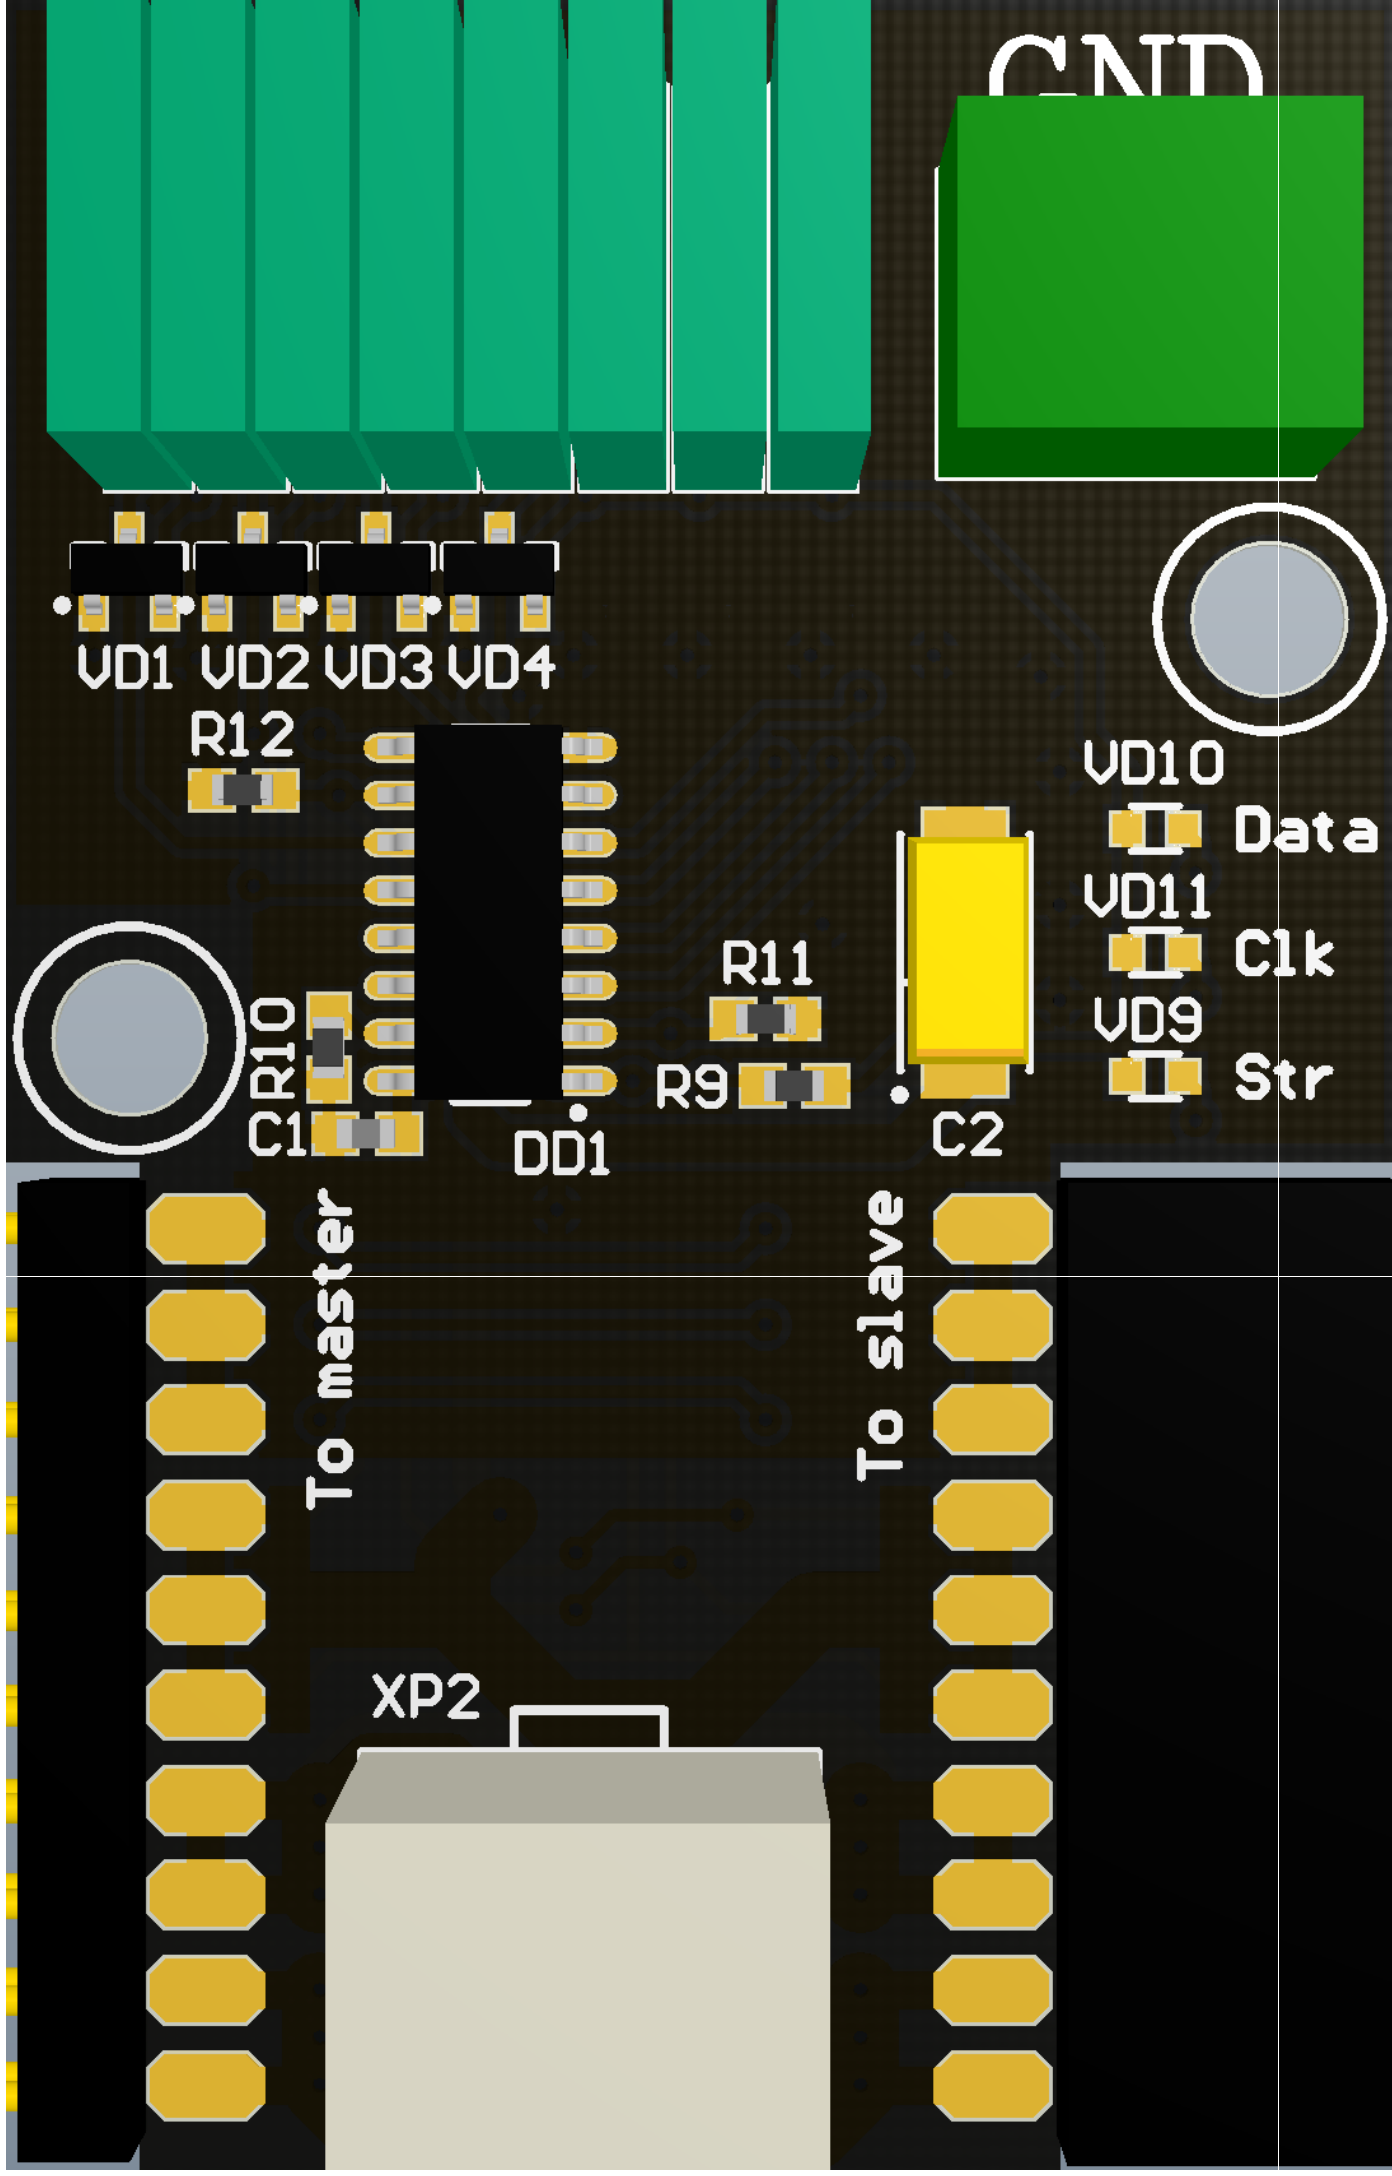 GND
VD1 VD2 VD3 VD4
R12
VD10
Data
VD11
Clk
R11
VD9
R10
Str
R9
C1
DD1
C2
To master
To slave
XP2